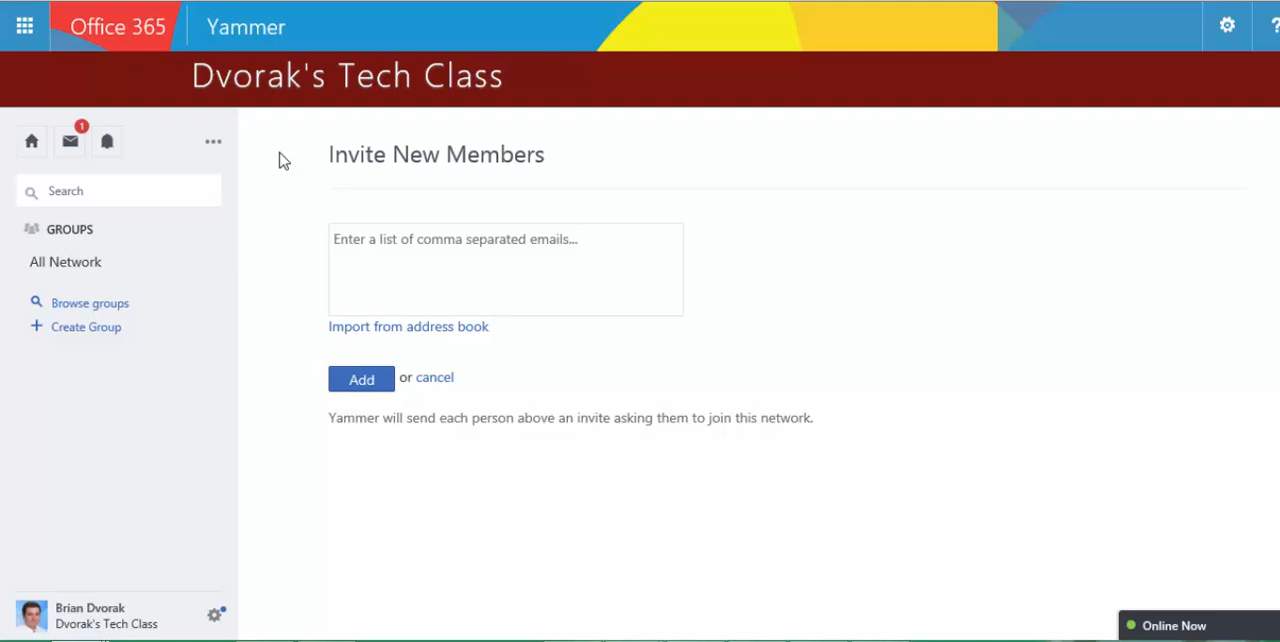 Office 365
Yammer
?
Dvorak's Tech Class
1
...
Search
GROUPS
All Network
Browse groups
+ Create Group
Invite New Members
Enter a list of comma separated emails...
Import from address book
Add or cancel
Yammer will send each person above an invite asking them to join this network.
Brian Dvorak
Dvorak's Tech Class
Online Now